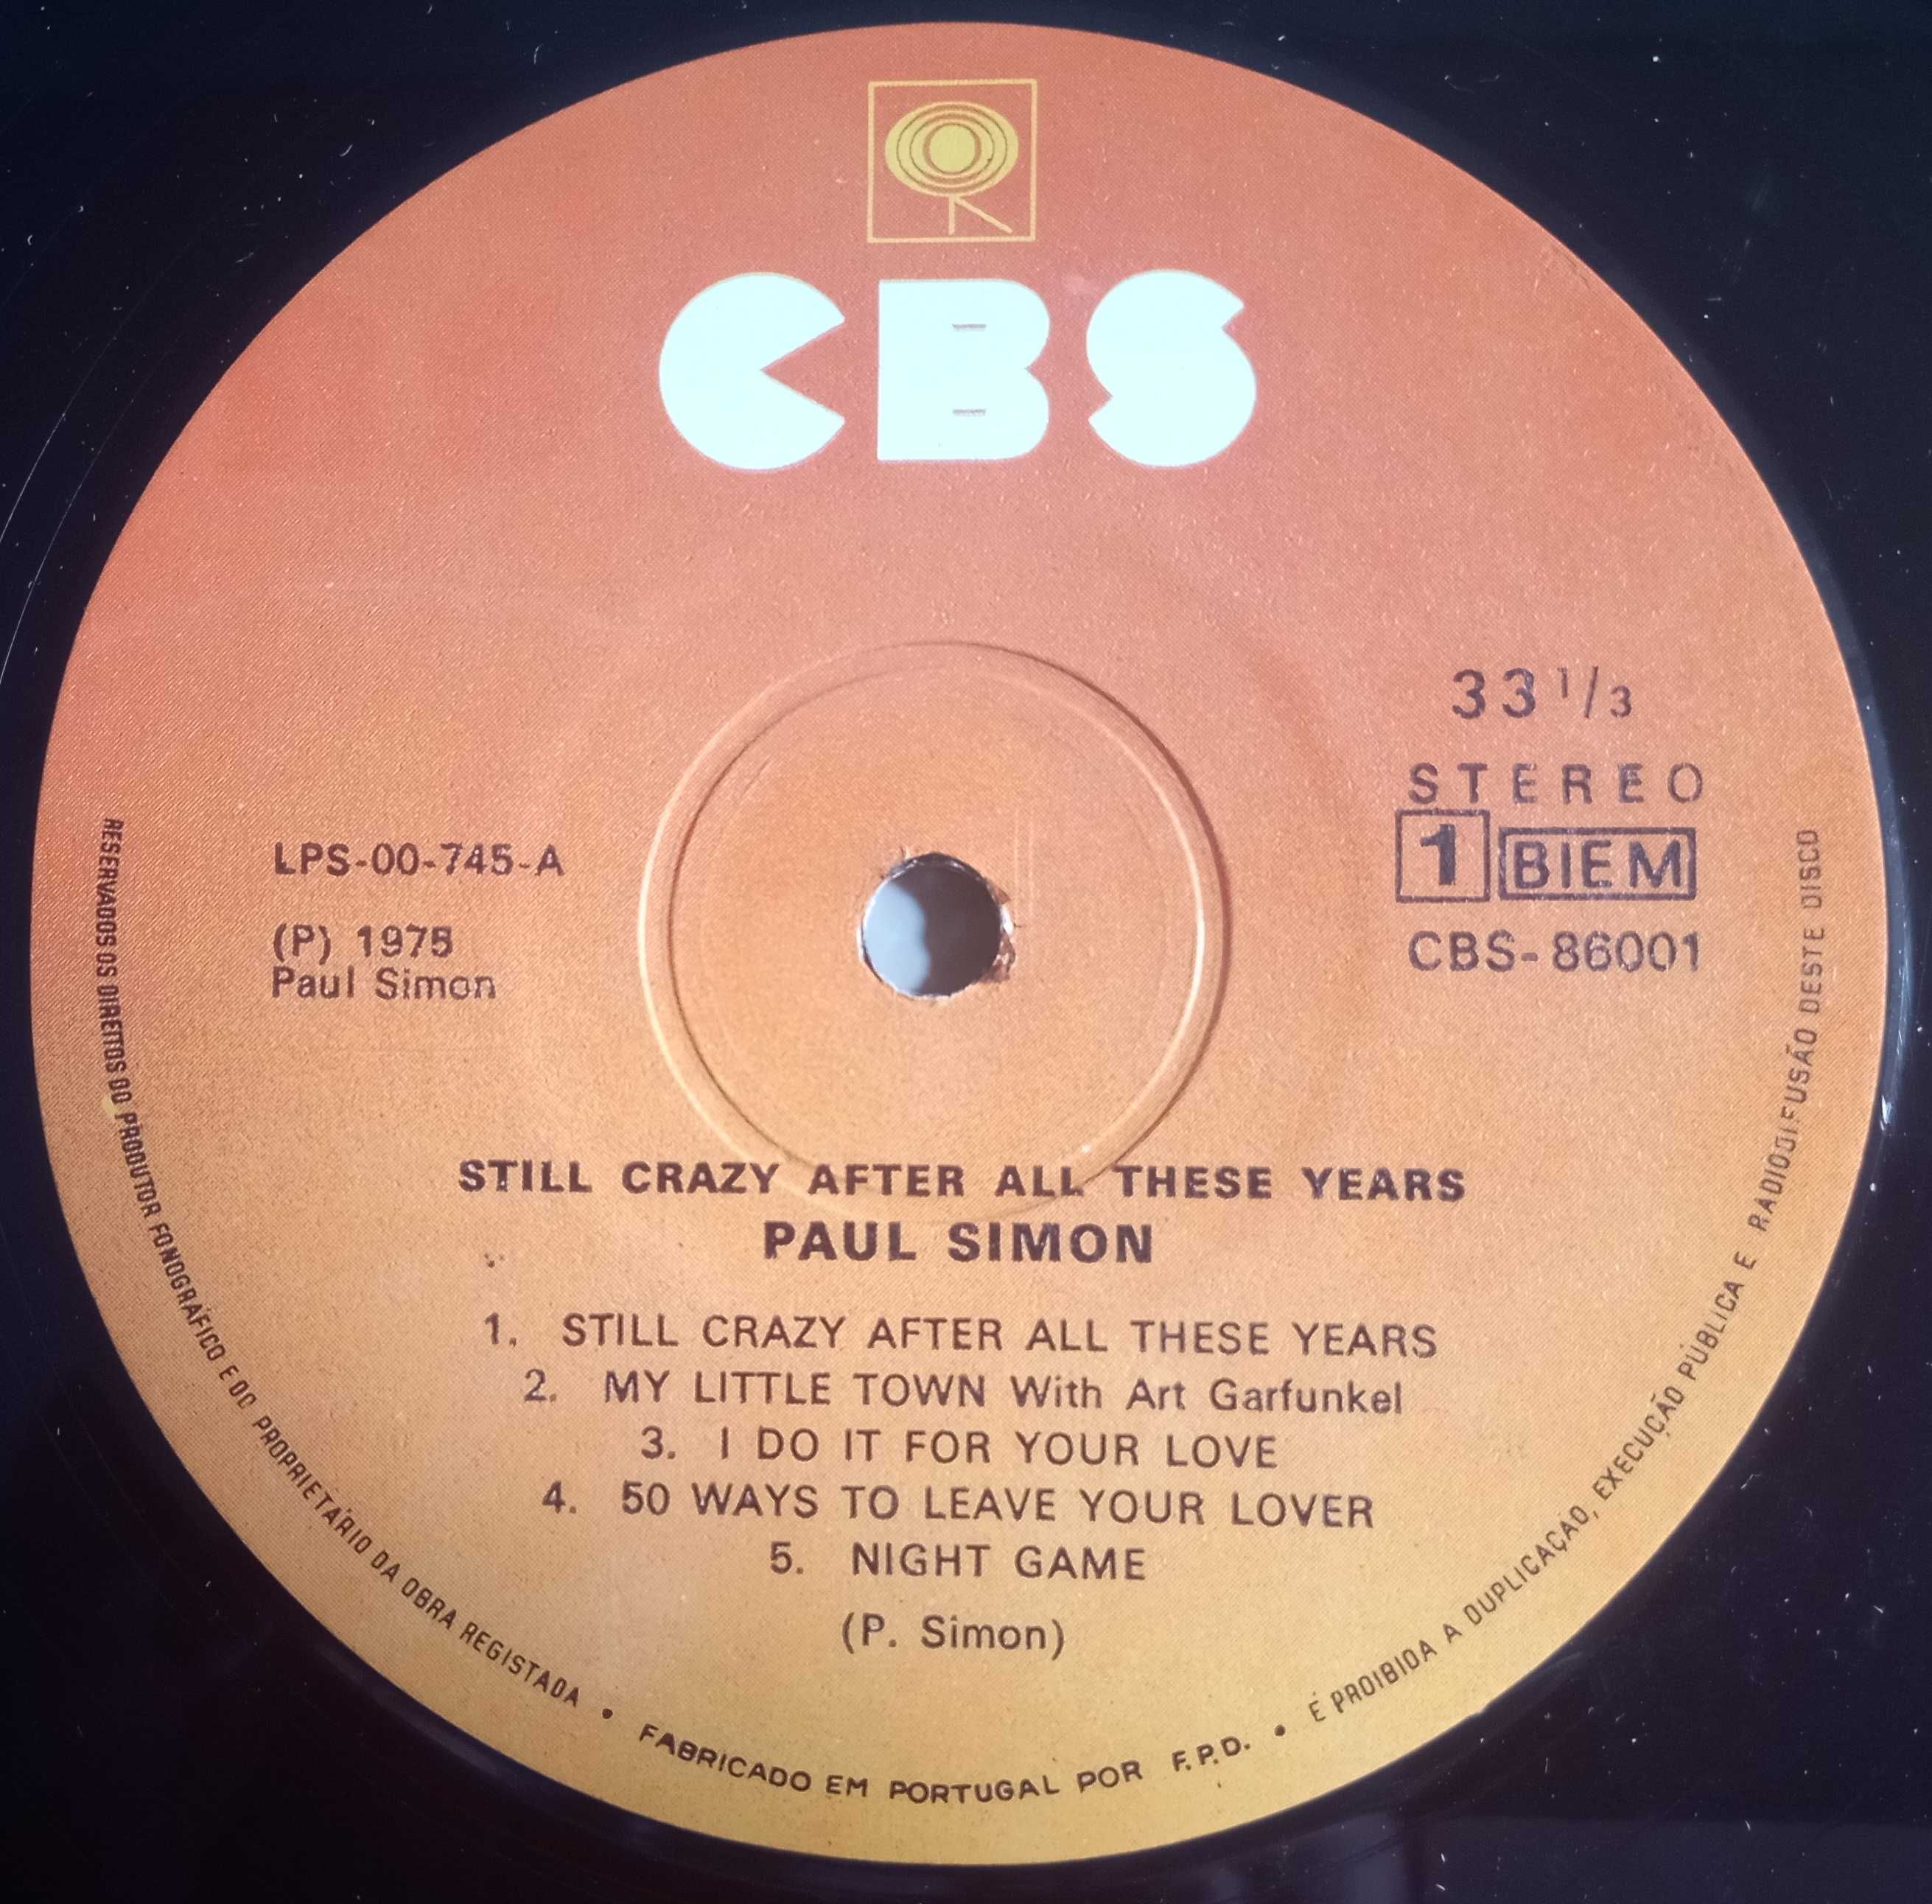 CBS
33 1/3
STEREO
1 BIEM
CBS-86001
LPS-00-745-A
(P) 1975
Paul Simon
STILL CRAZY AFTER ALL THESE YEARS
PAUL SIMON
1. STILL CRAZY AFTER ALL THESE YEARS
2. MY LITTLE TOWN With Art Garfunkel
3. I DO IT FOR YOUR LOVE
4. 50 WAYS TO LEAVE YOUR LOVER
5. NIGHT GAME
(P. Simon)
RESERVADOS OS DIREITOS DO PRODUTOR FONOGRÁFICO E DO PROPRIETÁRIO DA OBRA REGISTADA • FABRICADO EM PORTUGAL POR F.P.D. • É PROIBIDA A DUPLICAÇAO, EXECUÇÃO PÚBLICA E RADIODIFUSÃO DESTE DISCO